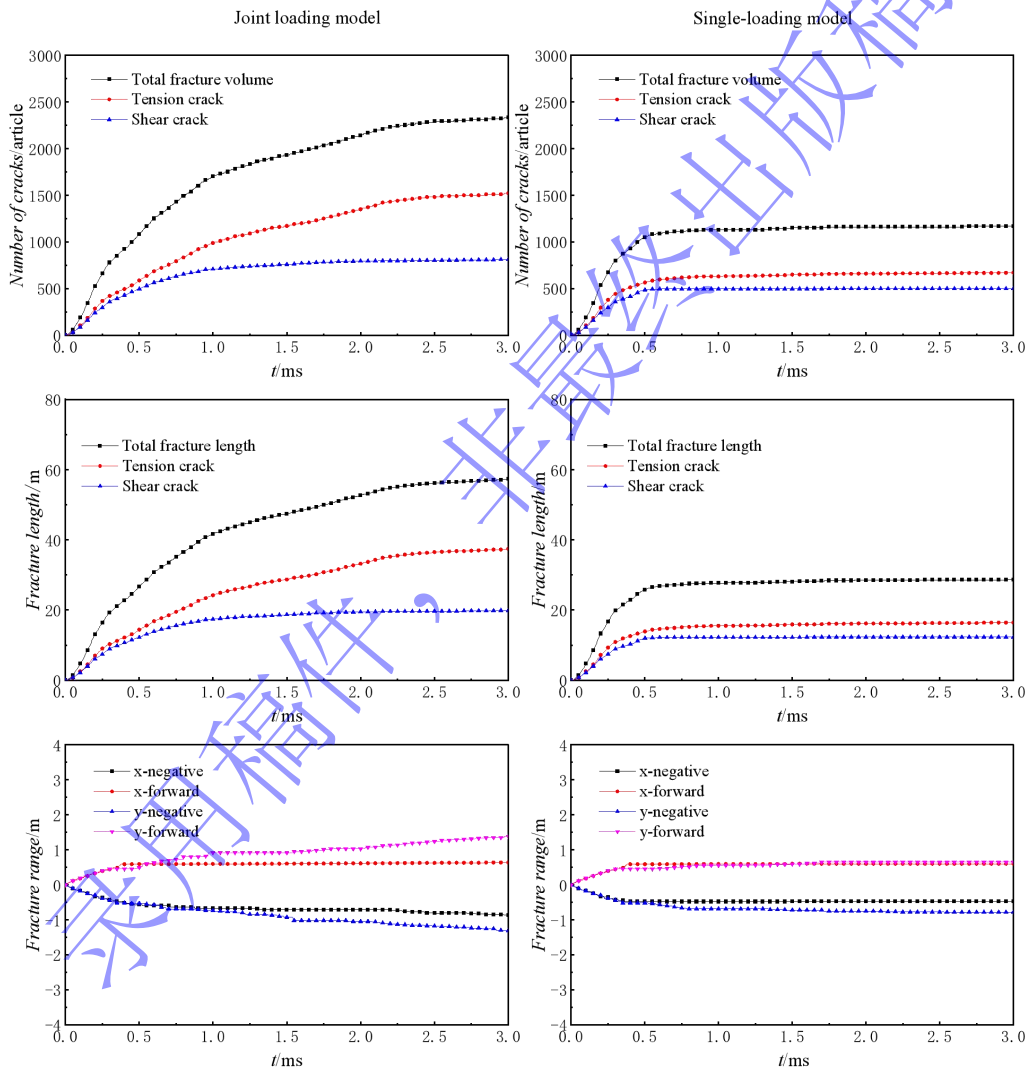 Joint loading model
Single-loading model
3000
2500
2000
1500
1000
500
0
Number of cracks/article
Total fracture volume
Tension crack
Shear crack
0.0 0.5 1.0 1.5 2.0 2.5 3.0
t/ms
3000
2500
2000
1500
1000
500
0
Number of cracks/article
Total fracture volume
Tension crack
Shear crack
0.0 0.5 1.0 1.5 2.0 2.5 3.0
t/ms
80
60
40
20
0
Fracture length/m
Total fracture length
Tension crack
Shear crack
0.0 0.5 1.0 1.5 2.0 2.5 3.0
t/ms
80
60
40
20
0
Fracture length/m
Total fracture length
Tension crack
Shear crack
0.0 0.5 1.0 1.5 2.0 2.5 3.0
t/ms
4
3
2
1
0
-1
-2
-3
-4
Fracture range/m
x-negative
x-forward
y-negative
y-forward
0.0 0.5 1.0 1.5 2.0 2.5 3.0
t/ms
4
3
2
1
0
-1
-2
-3
-4
Fracture range/m
x-negative
x-forward
y-negative
y-forward
0.0 0.5 1.0 1.5 2.0 2.5 3.0
t/ms
录用稿件，非最终出版稿